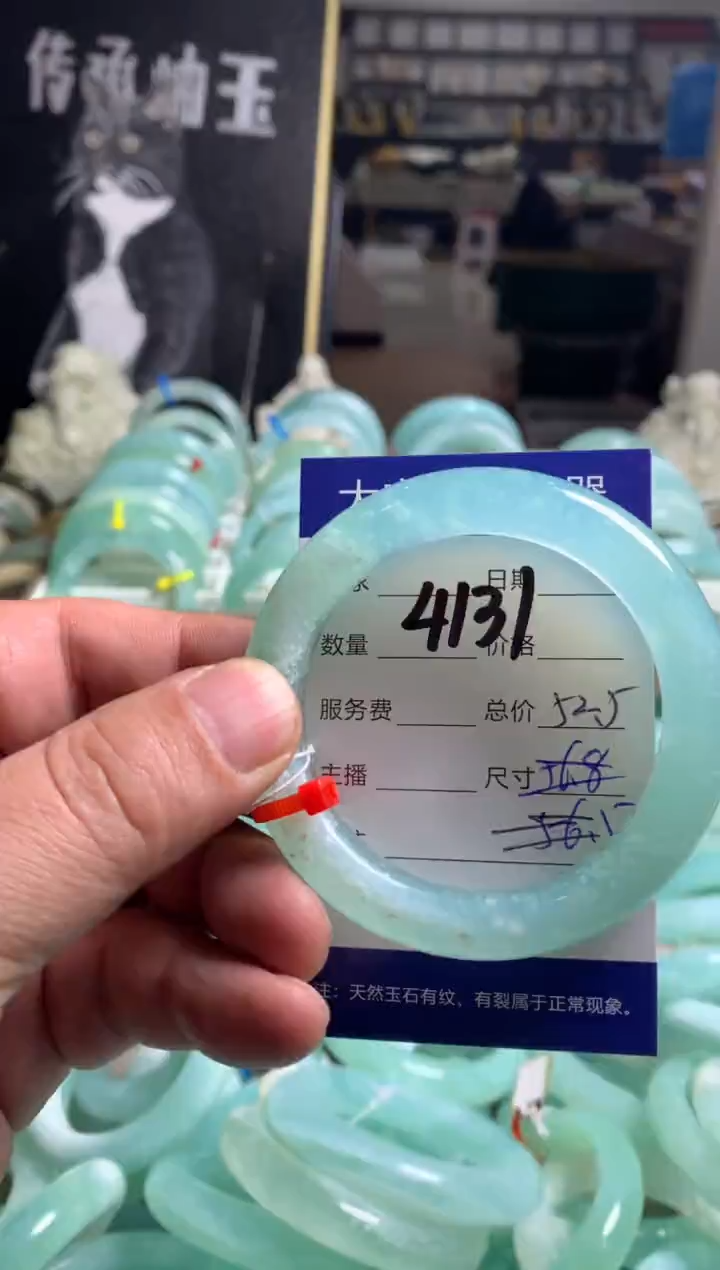 传承岫玉
日期
4131
数量 价格
服务费 总价 52.5
主播 尺寸 56.8
56.5
注：天然玉石有纹、有裂属于正常现象。